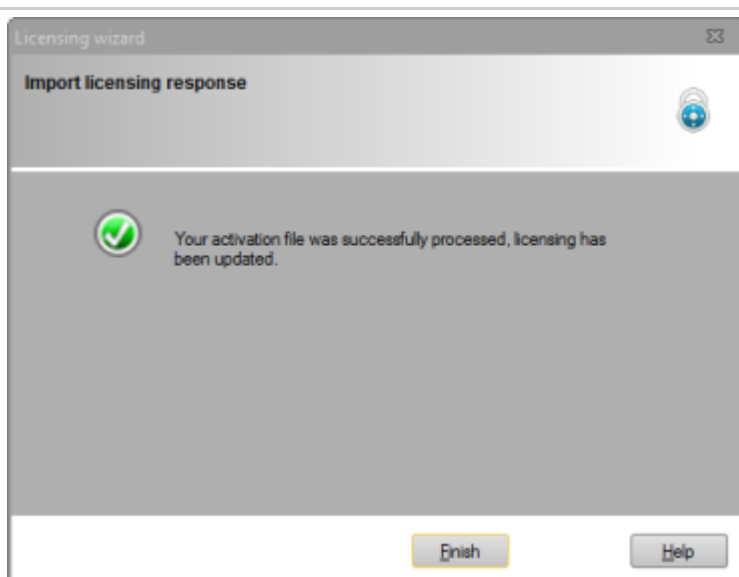 Licensing wizard
Import licensing response
Your activation file was successfully processed, licensing has
been updated.
Finish
Help